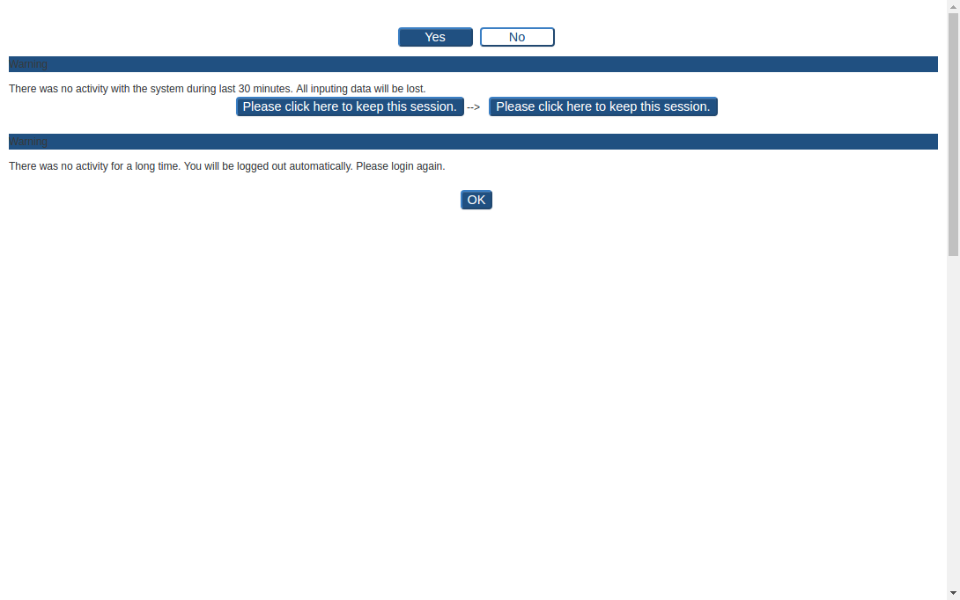 Yes No
Warning
There was no activity with the system during last 30 minutes. All inputing data will be lost.
Please click here to keep this session. --> Please click here to keep this session.
Warning
There was no activity for a long time. You will be logged out automatically. Please login again.
OK